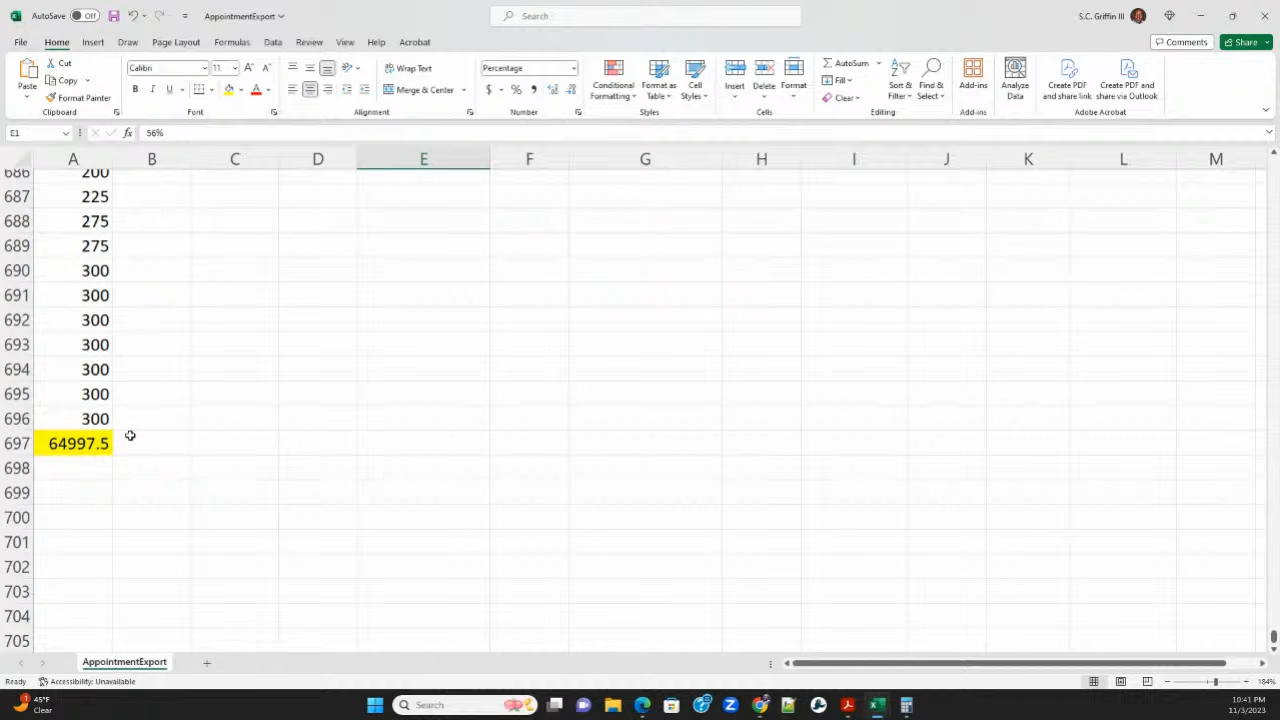 AutoSave Off AppointmentExport Search S.C. Griffin III
File Home Insert Draw Page Layout Formulas Data Review View Help Acrobat Comments Share
Paste Cut Copy Format Painter Clipboard
Calibri 11 A A B I U A Font
Wrap Text Merge & Center Alignment
Percentage $ % , Number
Conditional Formatting Format as Table Cell Styles Styles
Insert Delete Format Cells
AutoSum Fill Clear Sort & Filter Find & Select Editing
Add-ins Add-ins
Analyze Data
Create PDF and share link Create PDF and share via Outlook Adobe Acrobat
E1 fx 56%
A B C D E F G H I J K L M
686 200
687 225
688 275
689 275
690 300
691 300
692 300
693 300
694 300
695 300
696 300
697 64997.5
698
699
700
701
702
703
704
705
AppointmentExport
Ready Accessibility: Unavailable 184%
1 45°F Clear Search 10:41 PM
11/3/2023